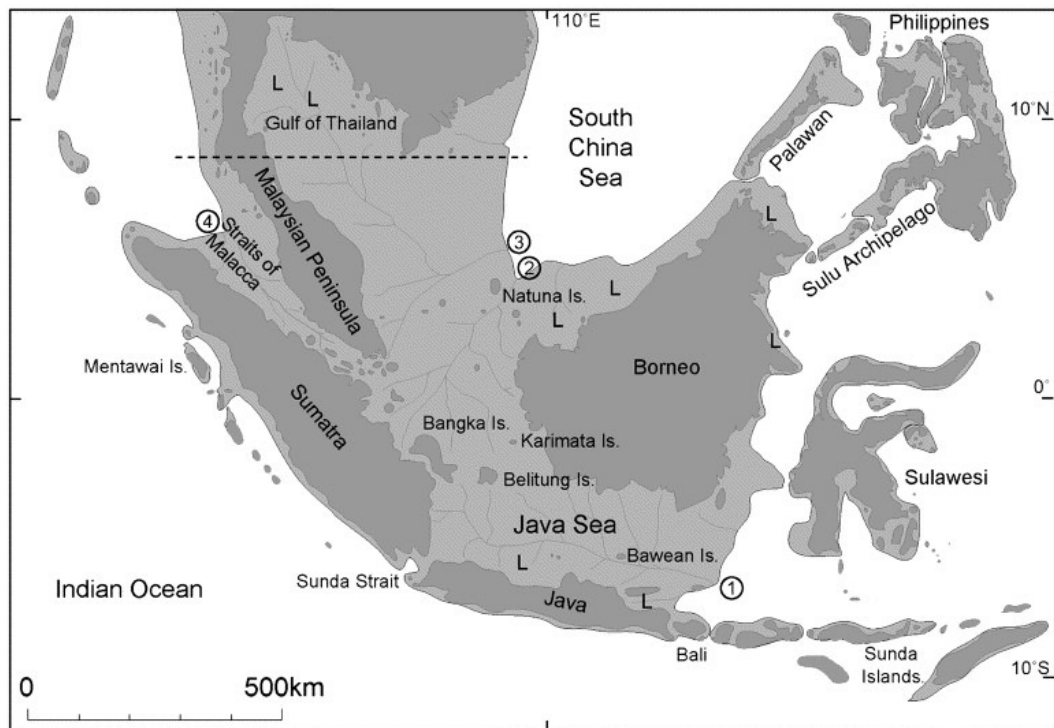 110°E
Philippines
L
L
Gulf of Thailand
10°N
South
China
Sea
Palawan
Malaysian Peninsula
L
4
Straits of
Malacca
3
2
Sulu Archipelago
Natuna Is.
L
L
L
Mentawai Is.
Borneo
Sumatra
0°
Bangka Is.
Karimata Is.
Belitung Is.
Sulawesi
Java Sea
L
Bawean Is.
Sunda Strait
1
Indian Ocean
Java
L
Bali
Sunda
Islands.
10°S
0
500km